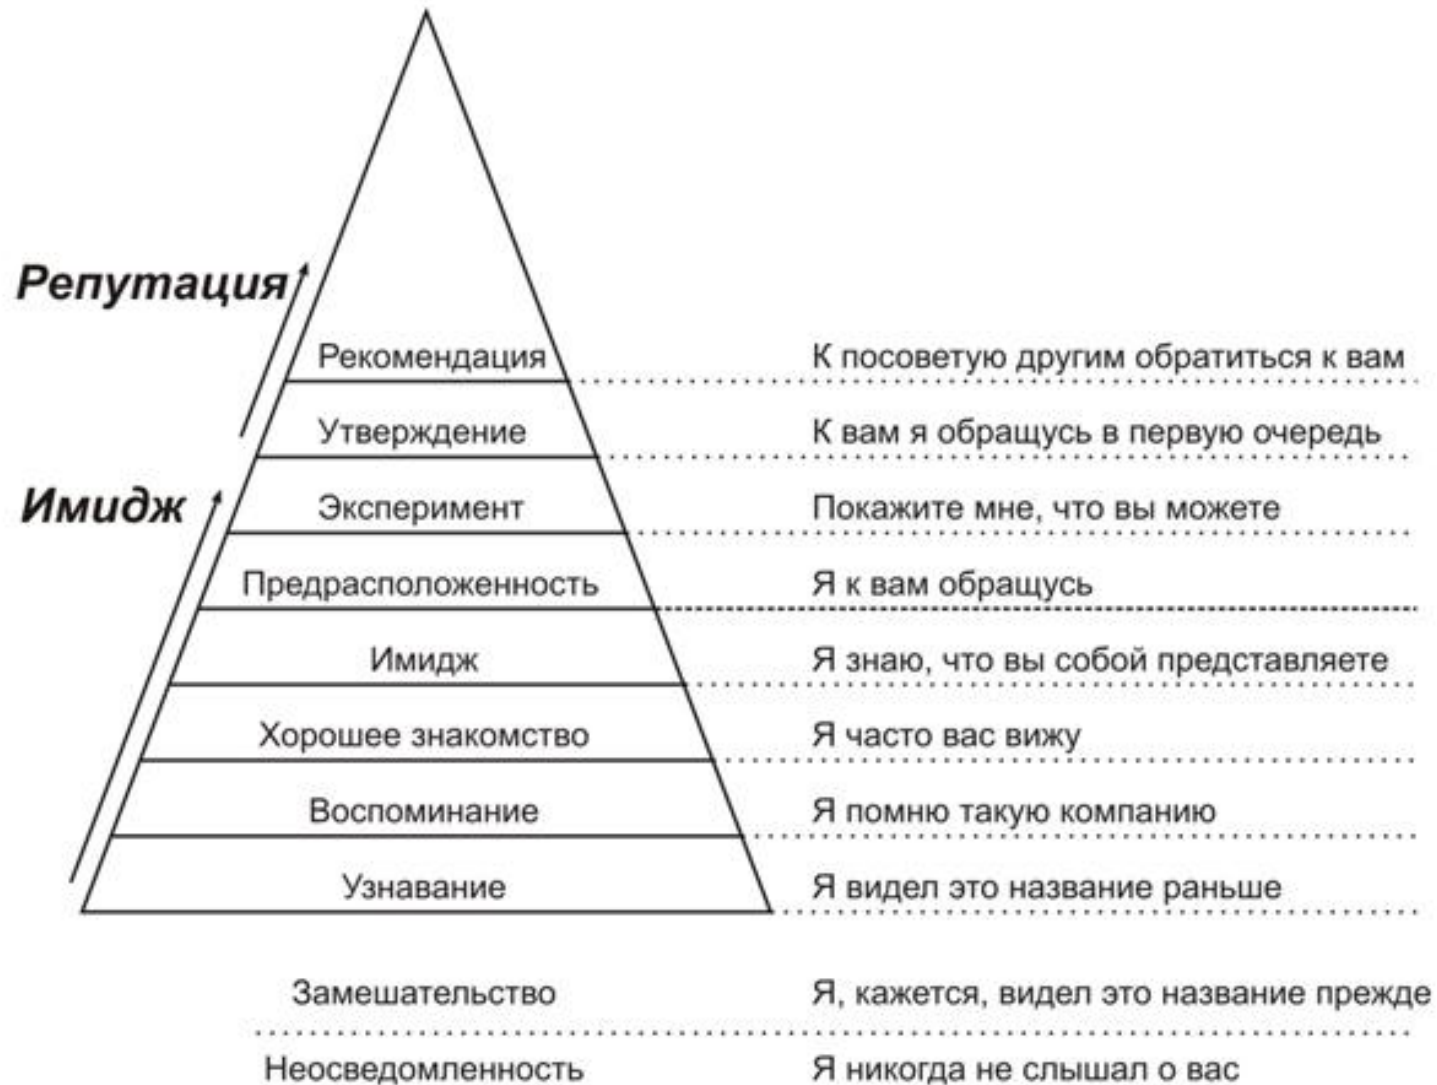 Репутация
Рекомендация К посоветую другим обратиться к вам
Утверждение К вам я обращусь в первую очередь
Имидж
Эксперимент Покажите мне, что вы можете
Предрасположенность Я к вам обращусь
Имидж Я знаю, что вы собой представляете
Хорошее знакомство Я часто вас вижу
Воспоминание Я помню такую компанию
Узнавание Я видел это название раньше
Замешательство Я, кажется, видел это название прежде
Неосведомленность Я никогда не слышал о вас